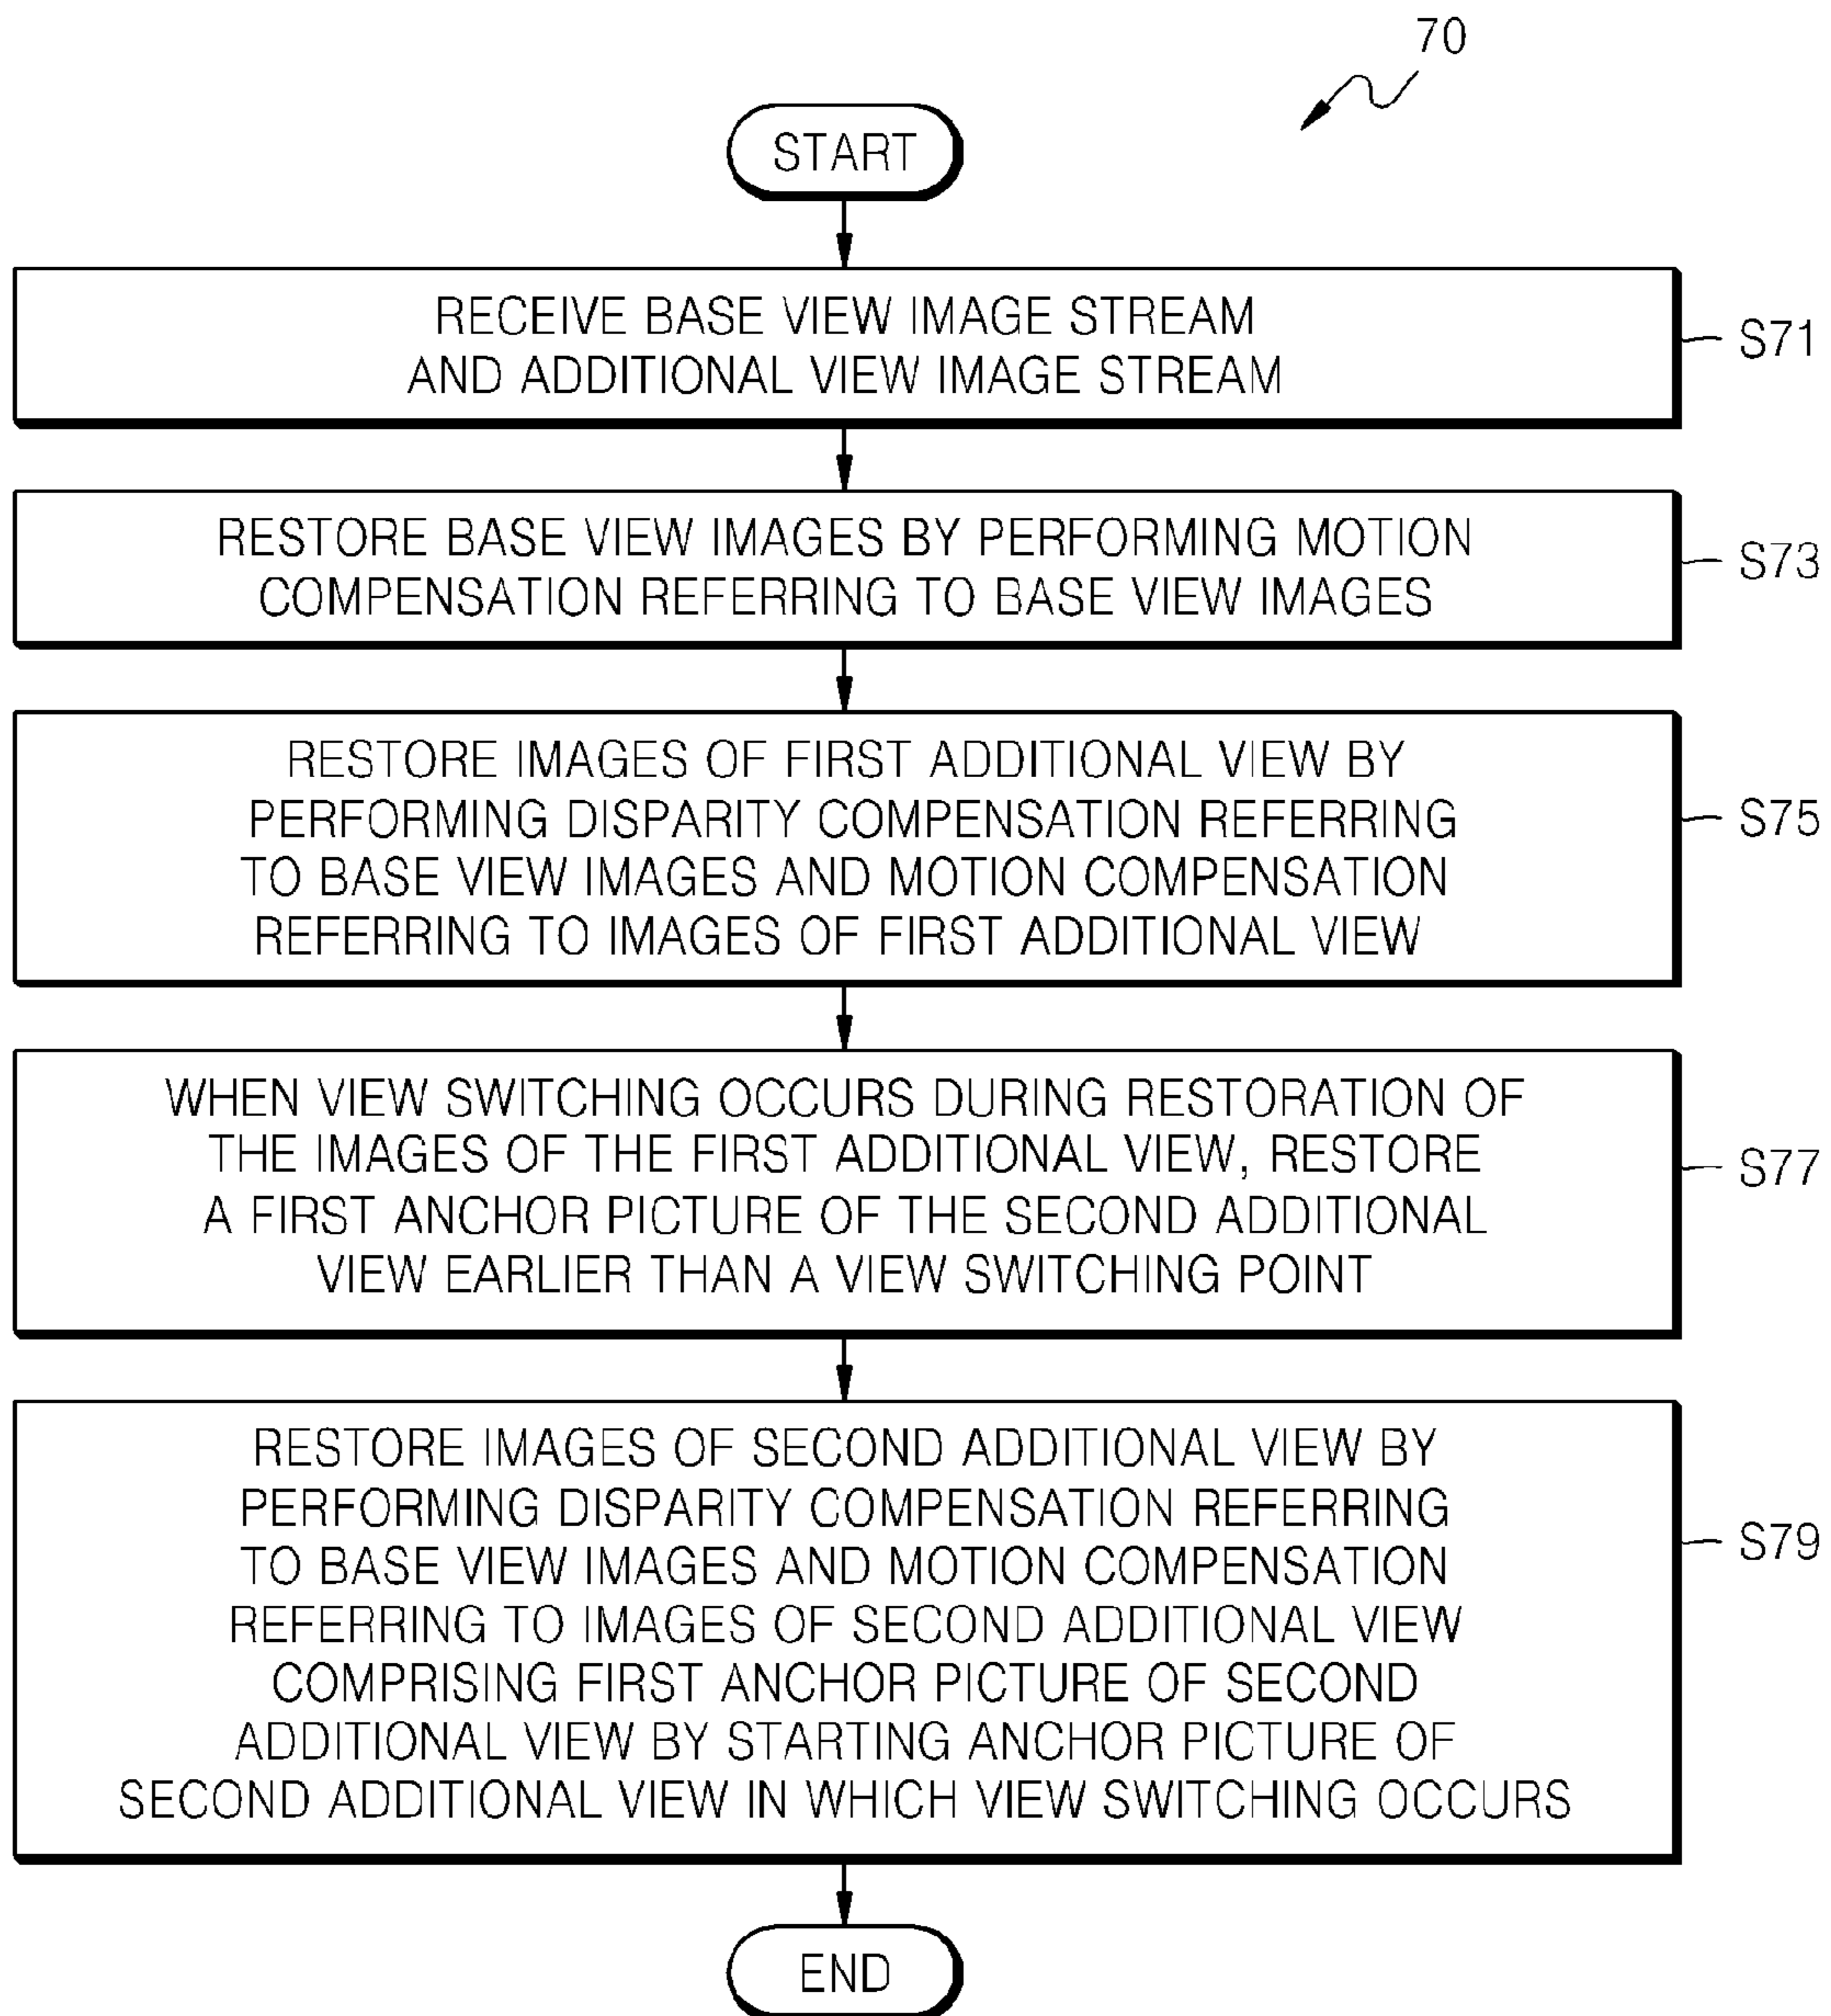 70
START
RECEIVE BASE VIEW IMAGE STREAM
AND ADDITIONAL VIEW IMAGE STREAM
S71
RESTORE BASE VIEW IMAGES BY PERFORMING MOTION
COMPENSATION REFERRING TO BASE VIEW IMAGES
S73
RESTORE IMAGES OF FIRST ADDITIONAL VIEW BY
PERFORMING DISPARITY COMPENSATION REFERRING
TO BASE VIEW IMAGES AND MOTION COMPENSATION
REFERRING TO IMAGES OF FIRST ADDITIONAL VIEW
S75
WHEN VIEW SWITCHING OCCURS DURING RESTORATION OF
THE IMAGES OF THE FIRST ADDITIONAL VIEW, RESTORE
A FIRST ANCHOR PICTURE OF THE SECOND ADDITIONAL
VIEW EARLIER THAN A VIEW SWITCHING POINT
S77
RESTORE IMAGES OF SECOND ADDITIONAL VIEW BY
PERFORMING DISPARITY COMPENSATION REFERRING
TO BASE VIEW IMAGES AND MOTION COMPENSATION
REFERRING TO IMAGES OF SECOND ADDITIONAL VIEW
COMPRISING FIRST ANCHOR PICTURE OF SECOND
ADDITIONAL VIEW BY STARTING ANCHOR PICTURE OF
SECOND ADDITIONAL VIEW IN WHICH VIEW SWITCHING OCCURS
S79
END